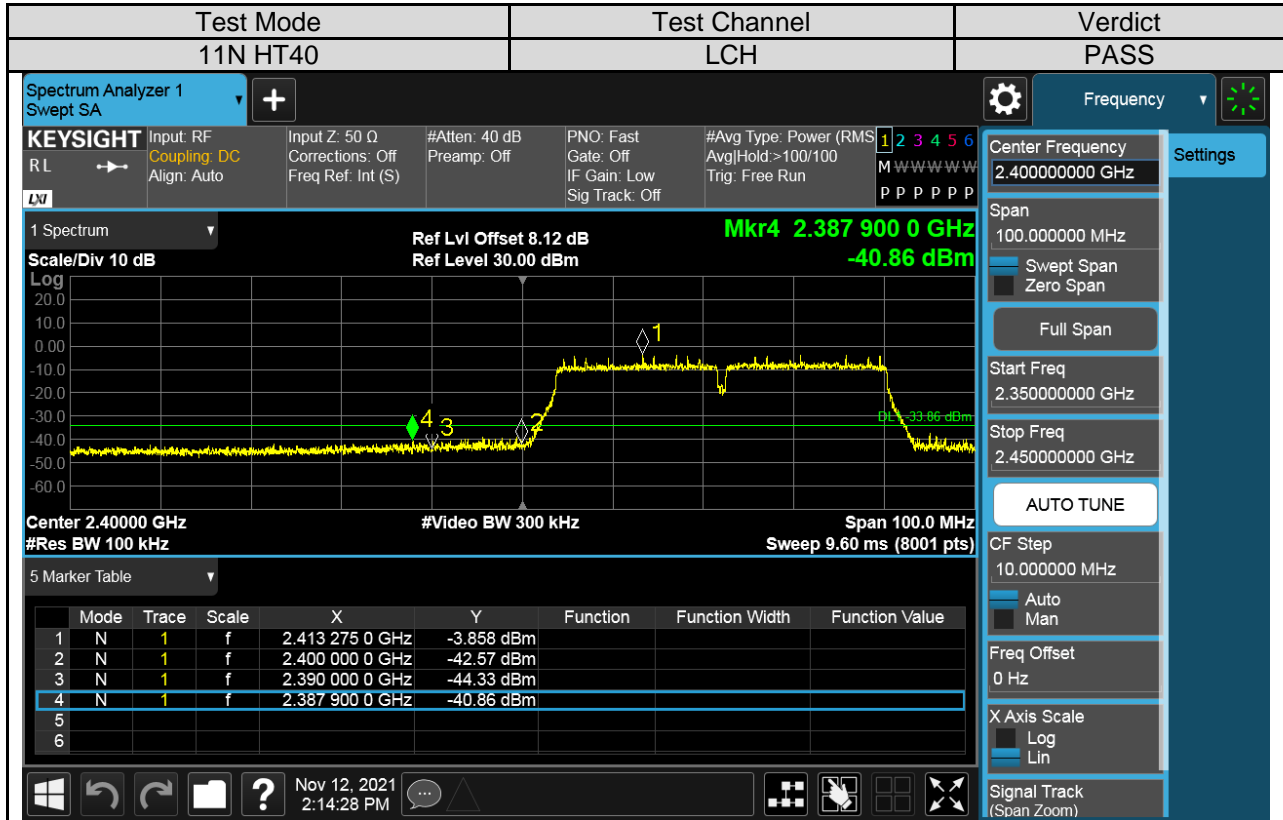 Test Mode Test Channel Verdict
11N HT40 LCH PASS
Spectrum Analyzer 1
Swept SA
+
Frequency
KEYSIGHT
R L
LXI
Input: RF
Coupling: DC
Align: Auto
Input Z: 50 Ω
Corrections: Off
Freq Ref: Int (S)
#Atten: 40 dB
Preamp: Off
PNO: Fast
Gate: Off
IF Gain: Low
Sig Track: Off
#Avg Type: Power (RMS
Avg|Hold:>100/100
Trig: Free Run
1 2 3 4 5 6
M W W W W W
P P P P P P
1 Spectrum
Scale/Div 10 dB
Ref Lvl Offset 8.12 dB
Ref Level 30.00 dBm
Mkr4 2.387 900 0 GHz
-40.86 dBm
Log
20.0
10.0
0.00
-10.0
-20.0
-30.0
-40.0
-50.0
-60.0
1
4 3 2
DL1 -33.86 dBm
Center 2.40000 GHz #Video BW 300 kHz Span 100.0 MHz
#Res BW 100 kHz Sweep 9.60 ms (8001 pts)
5 Marker Table
Mode Trace Scale X Y Function Function Width Function Value
1 N 1 f 2.413 275 0 GHz -3.858 dBm
2 N 1 f 2.400 000 0 GHz -42.57 dBm
3 N 1 f 2.390 000 0 GHz -44.33 dBm
4 N 1 f 2.387 900 0 GHz -40.86 dBm
5
6
Nov 12, 2021
2:14:28 PM
?
Center Frequency
2.400000000 GHz
Settings
Span
100.000000 MHz
Swept Span
Zero Span
Full Span
Start Freq
2.350000000 GHz
Stop Freq
2.450000000 GHz
AUTO TUNE
CF Step
10.000000 MHz
Auto
Man
Freq Offset
0 Hz
X Axis Scale
Log
Lin
Signal Track
(Span Zoom)